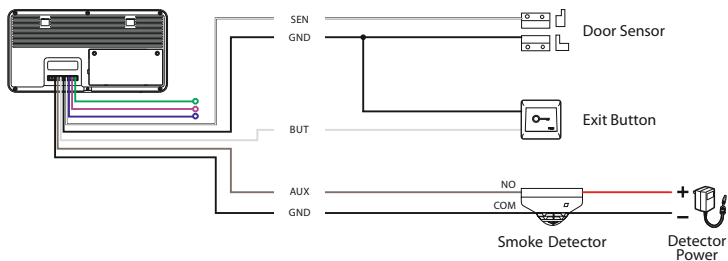 SEN
GND
Door Sensor
BUT
Exit Button
AUX
NO
GND
COM
Smoke Detector
Detector
Power